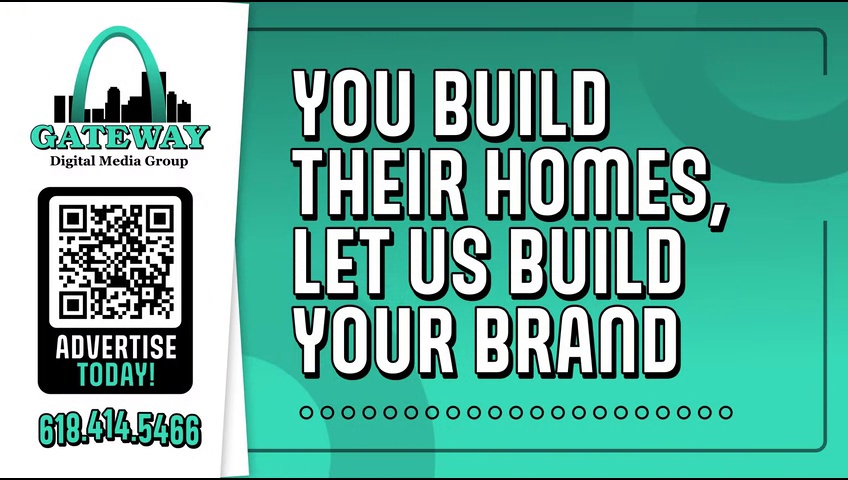 GATEWAY
Digital Media Group
ADVERTISE
TODAY!
618.414.5466
YOU BUILD
THEIR HOMES,
LET US BUILD
YOUR BRAND